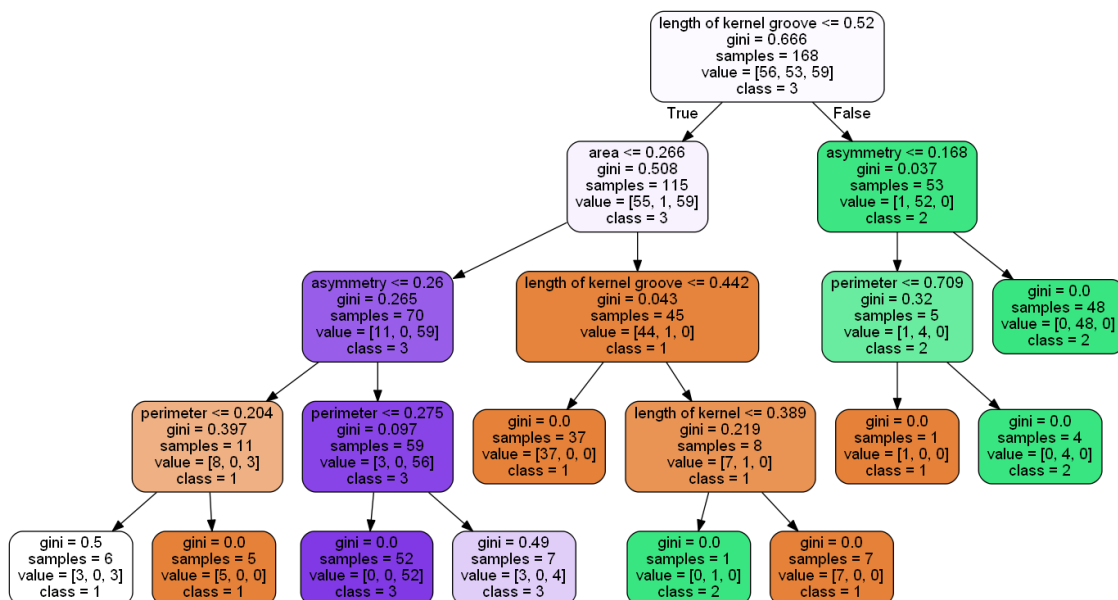 length of kernel groove <= 0.52
gini = 0.666
samples = 168
value = [56, 53, 59]
class = 3
True
False
area <= 0.266
gini = 0.508
samples = 115
value = [55, 1, 59]
class = 3
asymmetry <= 0.168
gini = 0.037
samples = 53
value = [1, 52, 0]
class = 2
asymmetry <= 0.26
gini = 0.265
samples = 70
value = [11, 0, 59]
class = 3
length of kernel groove <= 0.442
gini = 0.043
samples = 45
value = [44, 1, 0]
class = 1
perimeter <= 0.709
gini = 0.32
samples = 5
value = [1, 4, 0]
class = 2
gini = 0.0
samples = 48
value = [0, 48, 0]
class = 2
perimeter <= 0.204
gini = 0.397
samples = 11
value = [8, 0, 3]
class = 1
perimeter <= 0.275
gini = 0.097
samples = 59
value = [3, 0, 56]
class = 3
gini = 0.0
samples = 37
value = [37, 0, 0]
class = 1
length of kernel <= 0.389
gini = 0.219
samples = 8
value = [7, 1, 0]
class = 1
gini = 0.0
samples = 1
value = [1, 0, 0]
class = 1
gini = 0.0
samples = 4
value = [0, 4, 0]
class = 2
gini = 0.5
samples = 6
value = [3, 0, 3]
class = 1
gini = 0.0
samples = 5
value = [5, 0, 0]
class = 1
gini = 0.0
samples = 52
value = [0, 0, 52]
class = 3
gini = 0.49
samples = 7
value = [3, 0, 4]
class = 3
gini = 0.0
samples = 1
value = [0, 1, 0]
class = 2
gini = 0.0
samples = 7
value = [7, 0, 0]
class = 1